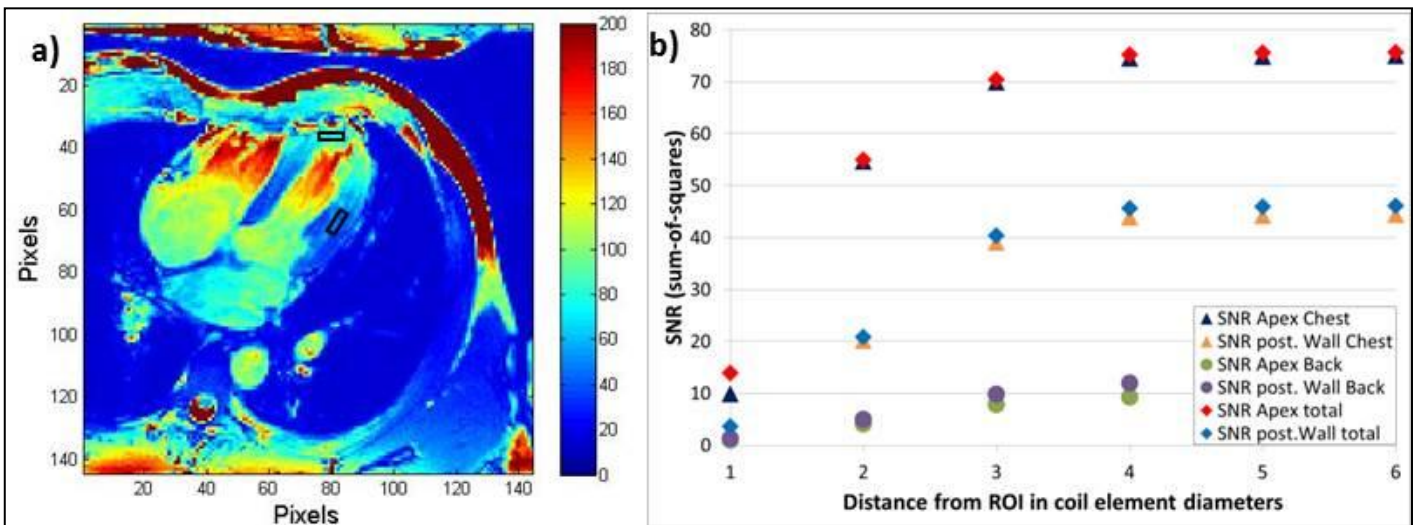 a)
Pixels
20
40
60
80
100
120
140
20 40 60 80 100 120 140
Pixels
200
180
160
140
120
100
80
60
40
20
0
b)
SNR (sum-of-squares)
80
70
60
50
40
30
20
10
0
SNR Apex Chest
SNR post. Wall Chest
SNR Apex Back
SNR post. Wall Back
SNR Apex total
SNR post.Wall total
1 2 3 4 5 6
Distance from ROI in coil element diameters